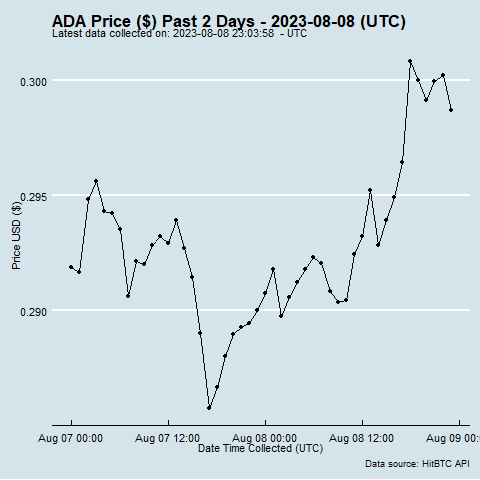 ADA Price ($) Past 2 Days - 2023-08-08 (UTC)
Latest data collected on: 2023-08-08 23:03:58 - UTC
0.300
0.295
0.290
Price USD ($)
Aug 07 00:00 Aug 07 12:00 Aug 08 00:00 Aug 08 12:00 Aug 09 00:0
Date Time Collected (UTC)
Data source: HitBTC API